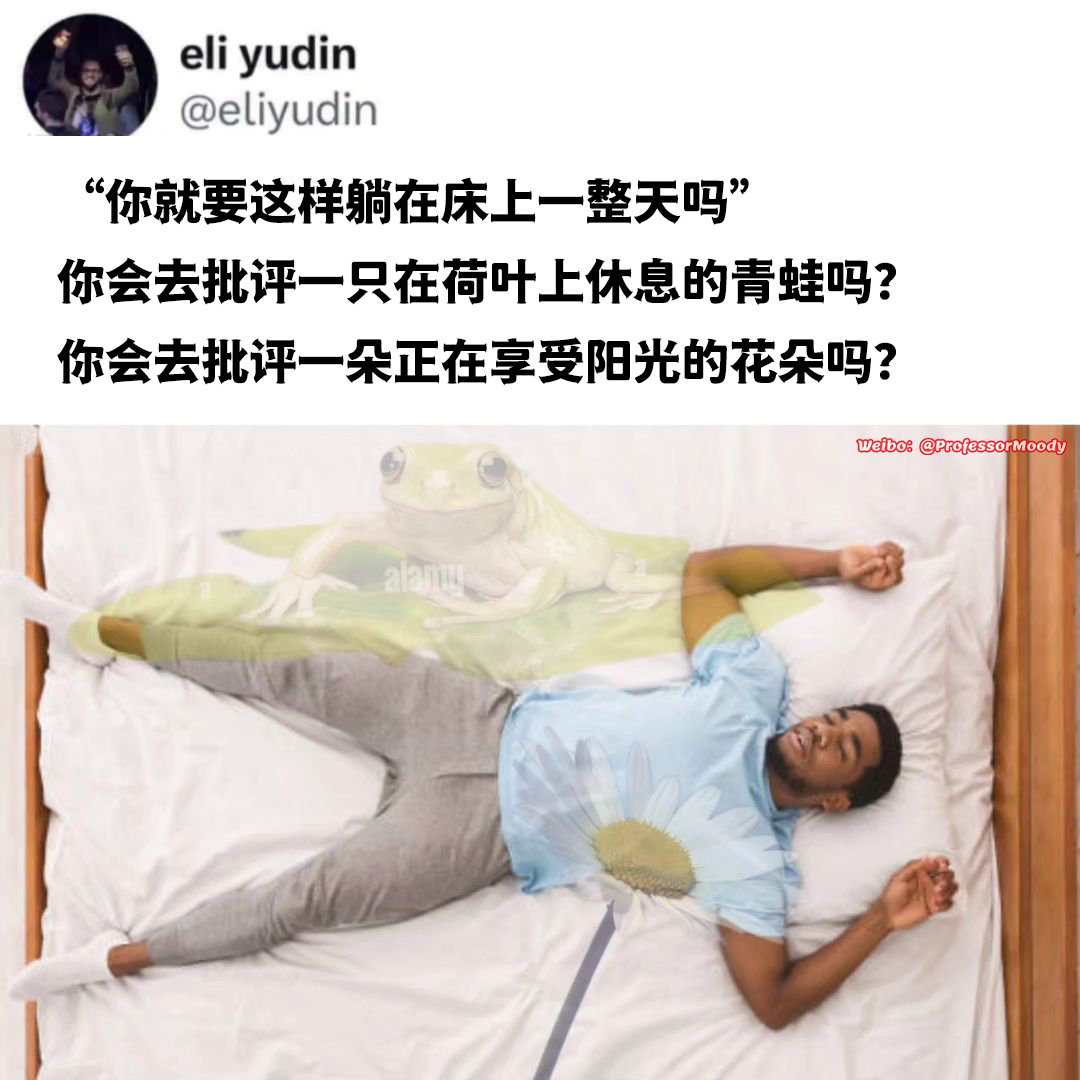 eli yudin
@eliyudin
“你就要这样躺在床上一整天吗”
你会去批评一只在荷叶上休息的青蛙吗？
你会去批评一朵正在享受阳光的花朵吗？
Weibo: @ProfessorMoody
a
alamy
a